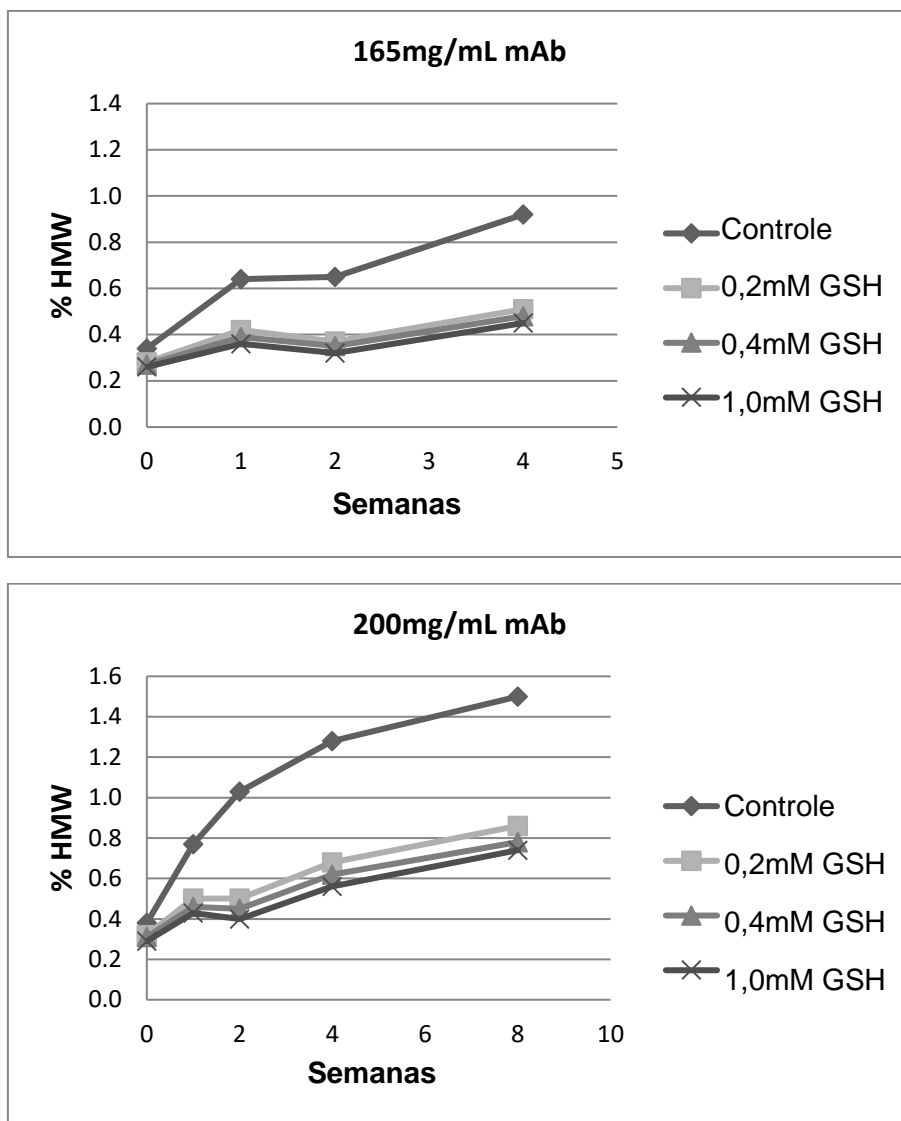 165mg/mL mAb
1.4
1.2
1.0
0.8
0.6
0.4
0.2
0.0
% HMW
0 1 2 3 4 5
Semanas
Controle
0,2mM GSH
0,4mM GSH
1,0mM GSH
200mg/mL mAb
1.6
1.4
1.2
1.0
0.8
0.6
0.4
0.2
0.0
% HMW
0 2 4 6 8 10
Semanas
Controle
0,2mM GSH
0,4mM GSH
1,0mM GSH